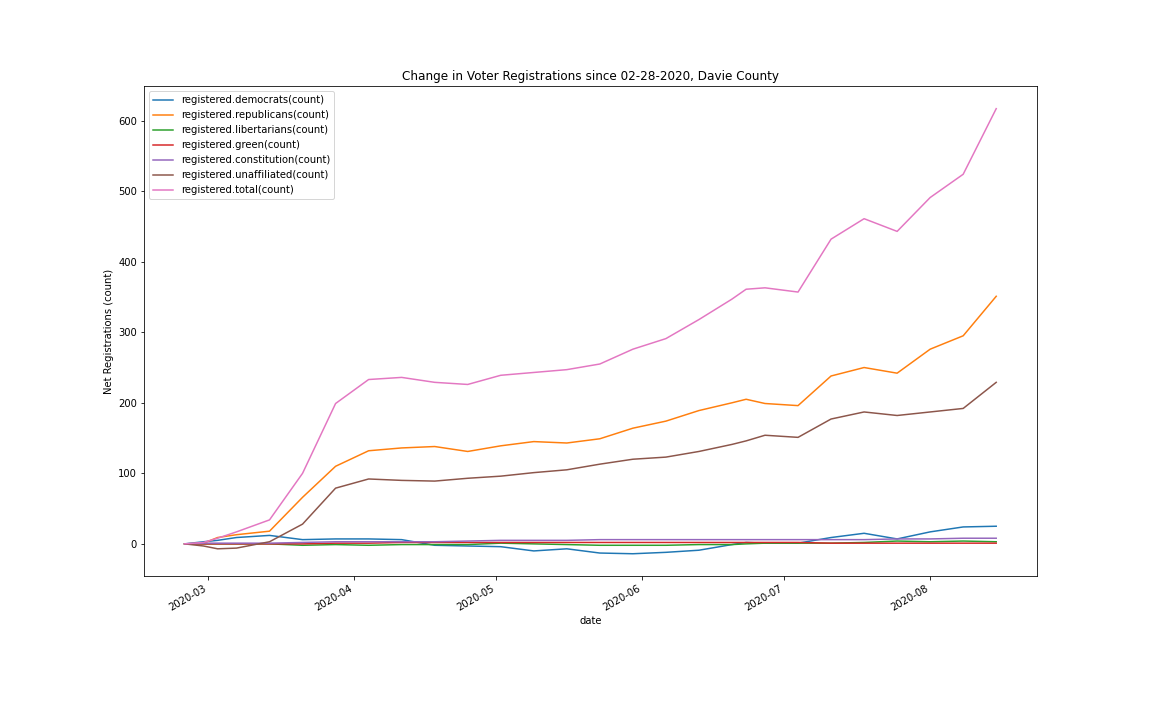 Change in Voter Registrations since 02-28-2020, Davie County
registered.democrats(count)
registered.republicans(count)
registered.libertarians(count)
registered.green(count)
registered.constitution(count)
registered.unaffiliated(count)
registered.total(count)
Net Registrations (count)
600
500
400
300
200
100
0
2020-03
2020-04
2020-05
2020-06
2020-07
2020-08
date